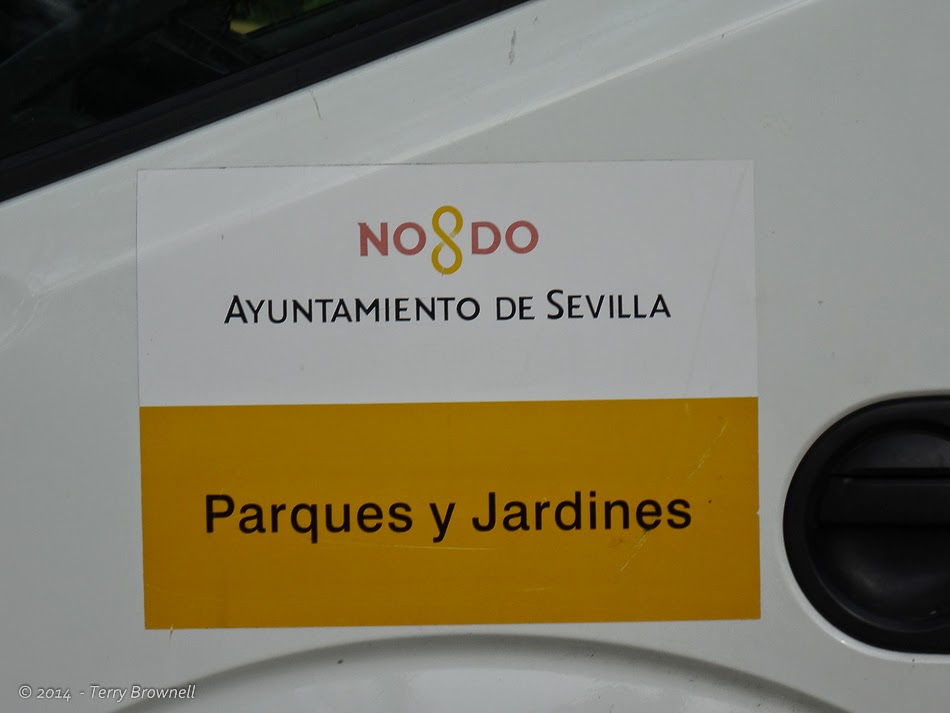 NO8DO
AYUNTAMIENTO DE SEVILLA
Parques y Jardines
© 2014 - Terry Brownell